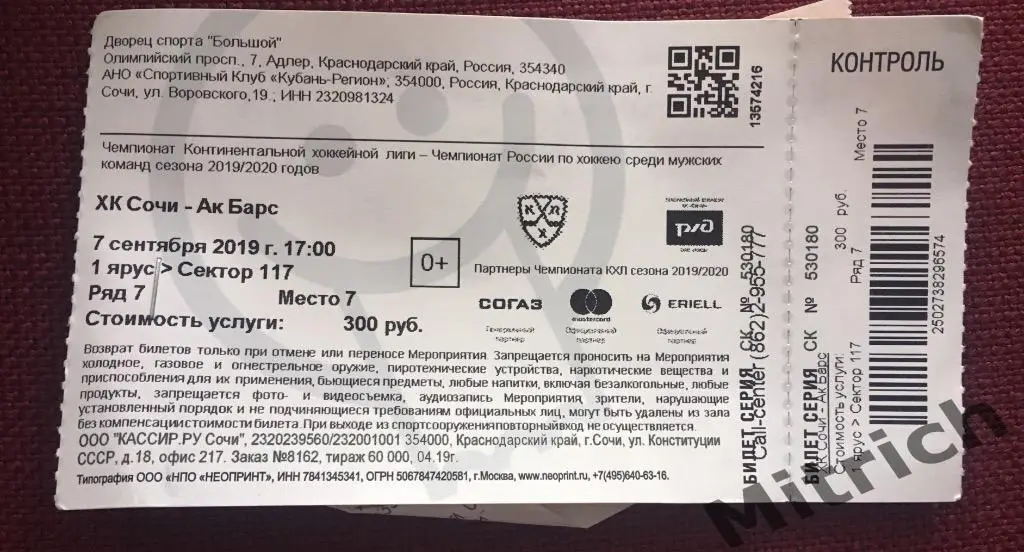 Дворец спорта "Большой"
Олимпийский просп., 7, Адлер, Краснодарский край, Россия, 354340
АНО «Спортивный Клуб «Кубань-Регион»; 354000, Россия, Краснодарский край, г.
Сочи, ул. Воровского,19.; ИНН 2320981324
13574216
Чемпионат Континентальной хоккейной лиги – Чемпионат России по хоккею среди мужских
команд сезона 2019/2020 годов
ХК Сочи - Ак Барс
7 сентября 2019 г. 17:00
1 ярус > Сектор 117
Ряд 7 Место 7
Стоимость услуги: 300 руб.
0+
КХЛ
ржд
Партнеры Чемпионата КХЛ сезона 2019/2020
СОГАЗ
mastercard
ERIELL
Генеральный партнер
Официальный партнер
Официальный партнер
Возврат билетов только при отмене или переносе Мероприятия. Запрещается проносить на Мероприятия
холодное, газовое и огнестрельное оружие, пиротехнические устройства, наркотические вещества и
приспособления для их применения, бьющиеся предметы, любые напитки, включая безалкогольные, любые
продукты, запрещается фото- и видеосъемка, аудиозапись Мероприятия, зрители, нарушающие
установленный порядок и не подчиняющиеся требованиям официальных лиц, могут быть удалены из зала
без компенсации стоимости билета. При выходе из спортсооружения повторный вход не осуществляется.
ООО "КАССИР.РУ Сочи", 2320239560/232001001 354000, Краснодарский край, г.Сочи, ул. Конституции
СССР, д.18, офис 217. Заказ №8162, тираж 60 000, 04.19г.
Типография ООО «НПО «НЕОПРИНТ», ИНН 7841345341, ОГРН 5067847420581, г.Москва, www.neoprint.ru, +7(495)640-63-16.
БИЛЕТ СЕРИЯ СК № 530180
Call-center (862)2-955-777
КОНТРОЛЬ
БИЛЕТ СЕРИЯ СК № 530180
ХК Сочи - Ак Барс
Стоимость услуги: 300 руб.
1 ярус > Сектор 117 Ряд 7 Место 7
2502738296574
Mitrich